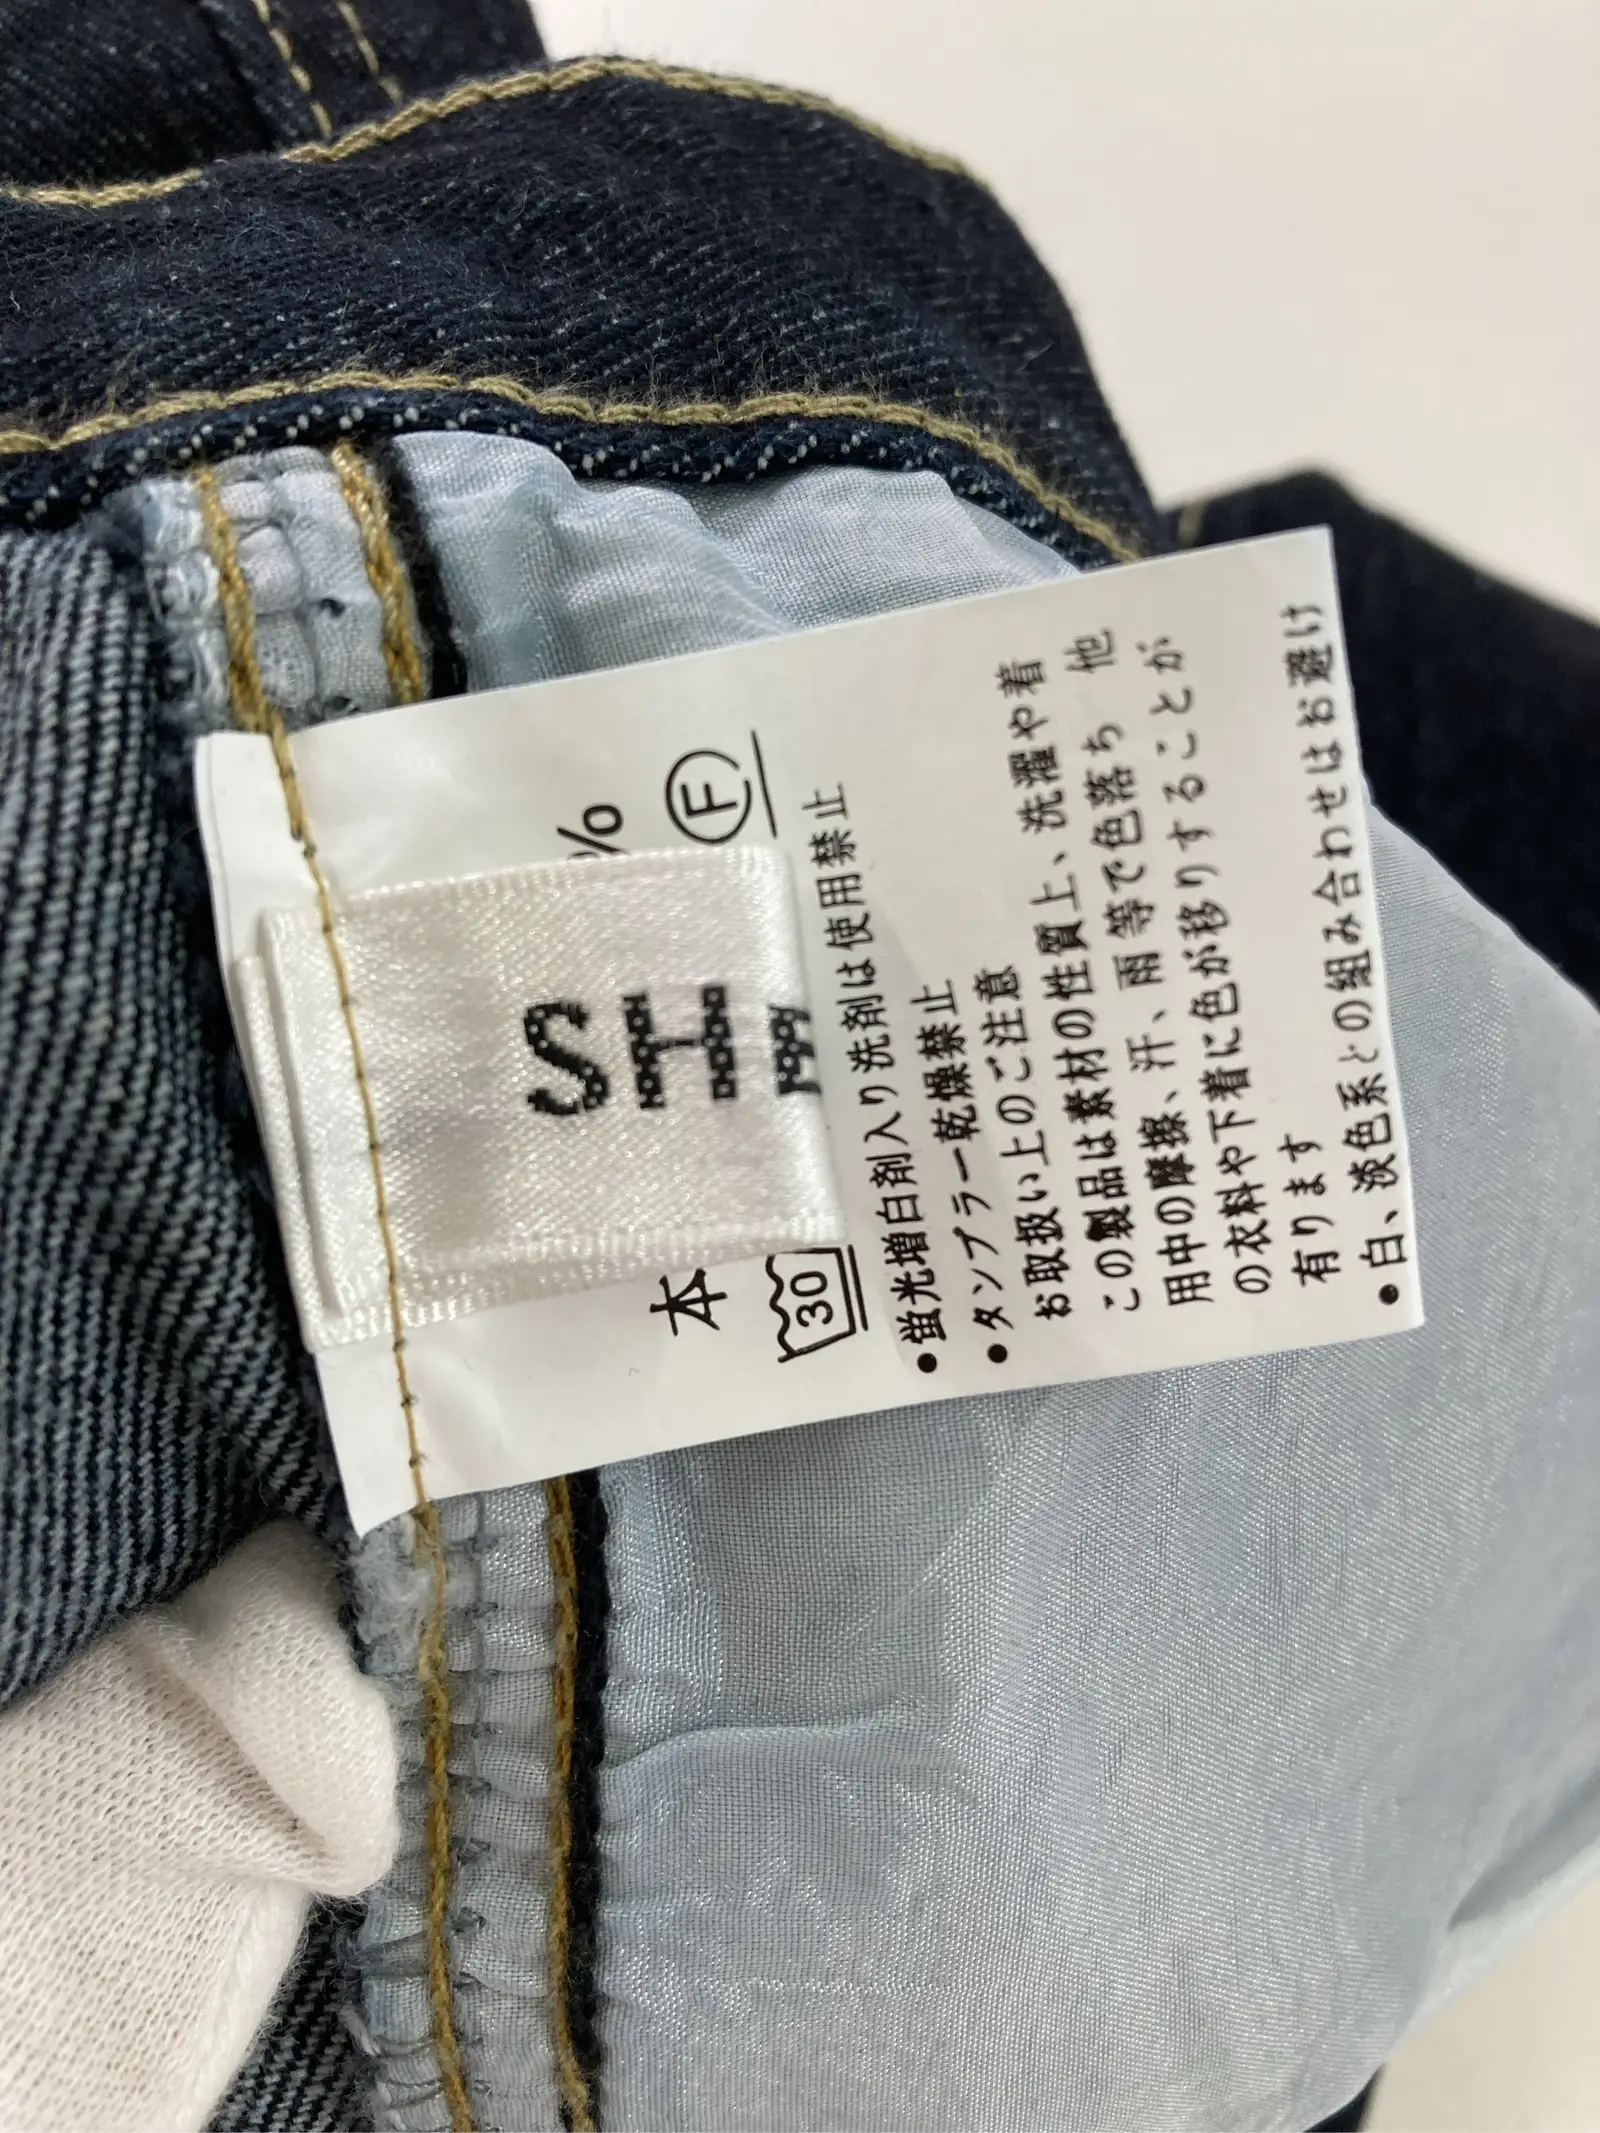 %
本
30
F
SH
•蛍光増白剤入り洗剤は使用禁止
•タンブラー乾燥禁止
お取扱い上のご注意
この製品は素材の性質上、洗濯や着
用中の摩擦、汗、雨等で色落ち 他
の衣料や下着に色が移りすることが
有ります
•白、淡色系との組み合わせはお避け